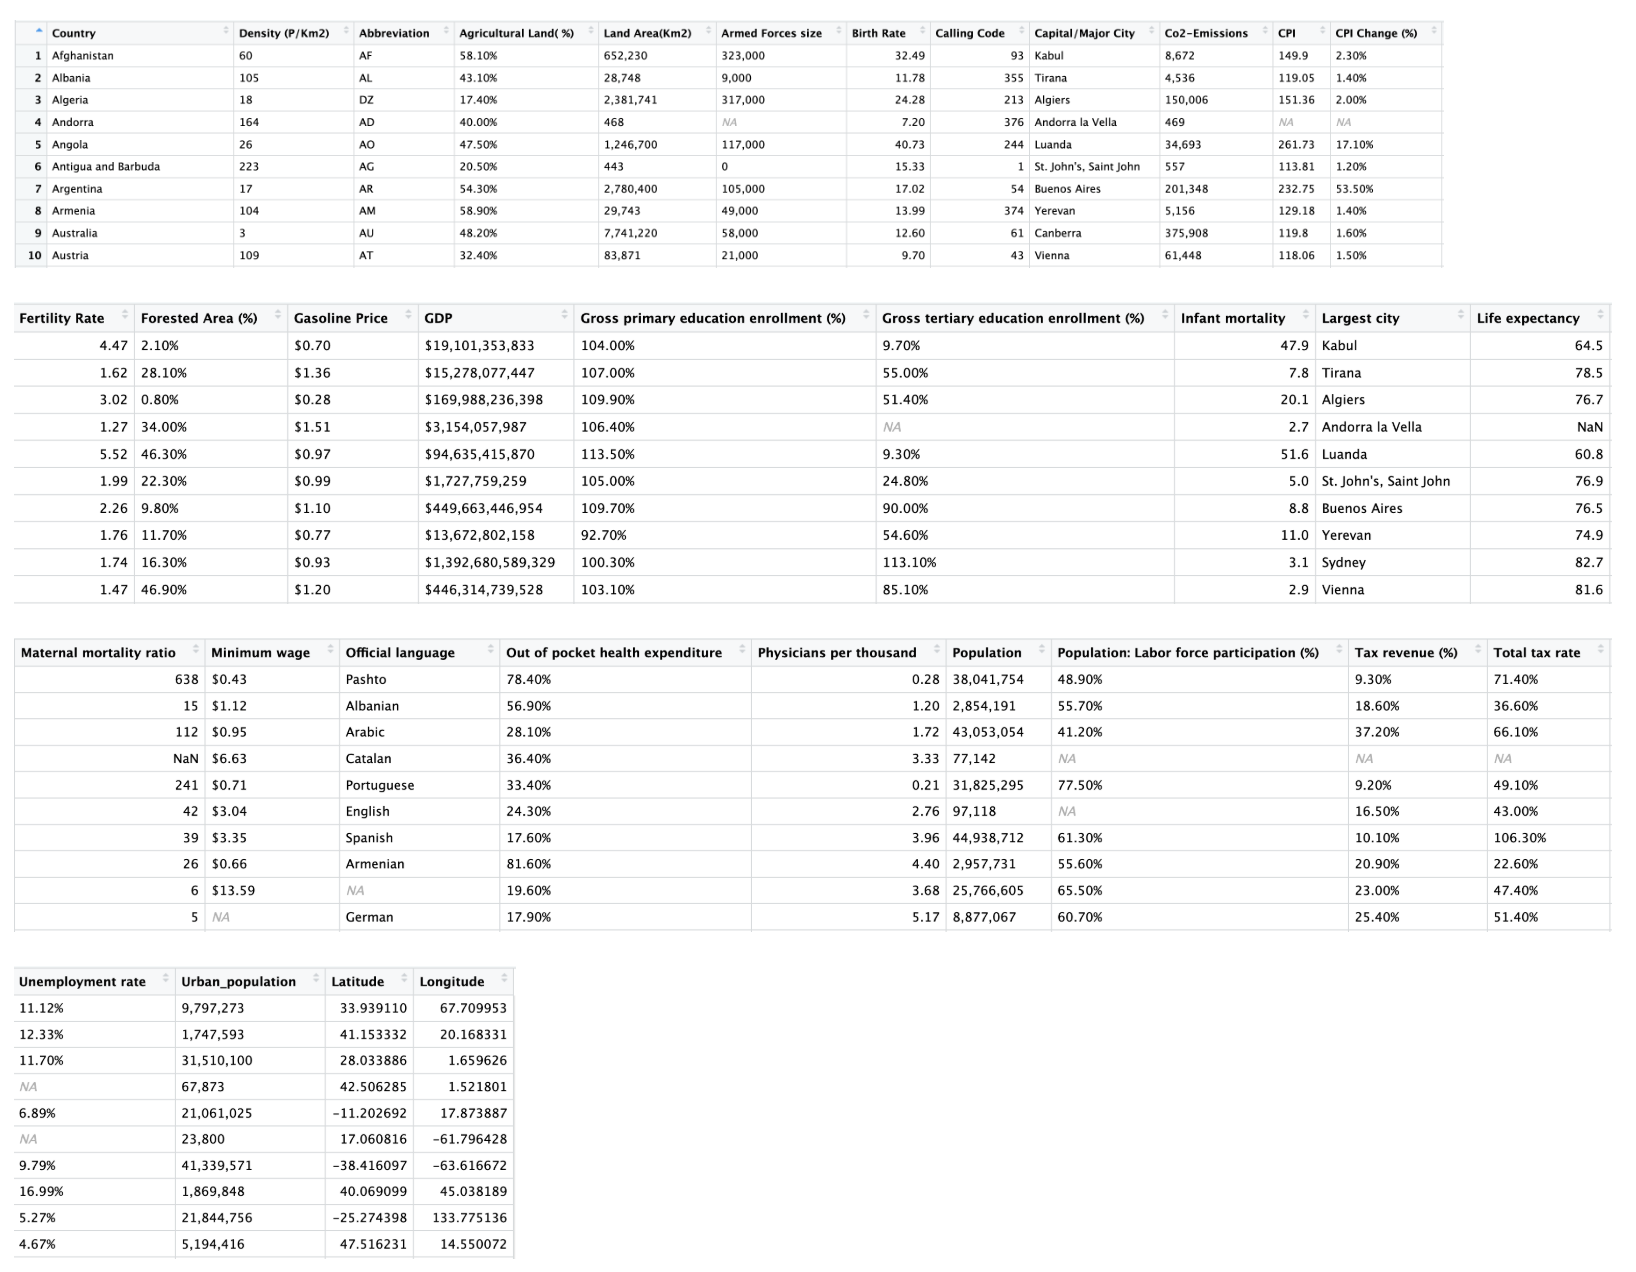 Country Density (P/Km2) Abbreviation Agricultural Land( %) Land Area(Km2) Armed Forces size Birth Rate Calling Code Capital/Major City Co2-Emissions CPI CPI Change (%)
1 Afghanistan 60 AF 58.10% 652,230 323,000 32.49 93 Kabul 8,672 149.9 2.30%
2 Albania 105 AL 43.10% 28,748 9,000 11.78 355 Tirana 4,536 119.05 1.40%
3 Algeria 18 DZ 17.40% 2,381,741 317,000 24.28 213 Algiers 150,006 151.36 2.00%
4 Andorra 164 AD 40.00% 468 NA 7.20 376 Andorra la Vella 469 NA NA
5 Angola 26 AO 47.50% 1,246,700 117,000 40.73 244 Luanda 34,693 261.73 17.10%
6 Antigua and Barbuda 223 AG 20.50% 443 0 15.33 1 St. John's, Saint John 557 113.81 1.20%
7 Argentina 17 AR 54.30% 2,780,400 105,000 17.02 54 Buenos Aires 201,348 232.75 53.50%
8 Armenia 104 AM 58.90% 29,743 49,000 13.99 374 Yerevan 5,156 129.18 1.40%
9 Australia 3 AU 48.20% 7,741,220 58,000 12.60 61 Canberra 375,908 119.8 1.60%
10 Austria 109 AT 32.40% 83,871 21,000 9.70 43 Vienna 61,448 118.06 1.50%
Fertility Rate Forested Area (%) Gasoline Price GDP Gross primary education enrollment (%) Gross tertiary education enrollment (%) Infant mortality Largest city Life expectancy
4.47 2.10% $0.70 $19,101,353,833 104.00% 9.70% 47.9 Kabul 64.5
1.62 28.10% $1.36 $15,278,077,447 107.00% 55.00% 7.8 Tirana 78.5
3.02 0.80% $0.28 $169,988,236,398 109.90% 51.40% 20.1 Algiers 76.7
1.27 34.00% $1.51 $3,154,057,987 106.40% NA 2.7 Andorra la Vella NaN
5.52 46.30% $0.97 $94,635,415,870 113.50% 9.30% 51.6 Luanda 60.8
1.99 22.30% $0.99 $1,727,759,259 105.00% 24.80% 5.0 St. John's, Saint John 76.9
2.26 9.80% $1.10 $449,663,446,954 109.70% 90.00% 8.8 Buenos Aires 76.5
1.76 11.70% $0.77 $13,672,802,158 92.70% 54.60% 11.0 Yerevan 74.9
1.74 16.30% $0.93 $1,392,680,589,329 100.30% 113.10% 3.1 Sydney 82.7
1.47 46.90% $1.20 $446,314,739,528 103.10% 85.10% 2.9 Vienna 81.6
Maternal mortality ratio Minimum wage Official language Out of pocket health expenditure Physicians per thousand Population Population: Labor force participation (%) Tax revenue (%) Total tax rate
638 $0.43 Pashto 78.40% 0.28 38,041,754 48.90% 9.30% 71.40%
15 $1.12 Albanian 56.90% 1.20 2,854,191 55.70% 18.60% 36.60%
112 $0.95 Arabic 28.10% 1.72 43,053,054 41.20% 37.20% 66.10%
NaN $6.63 Catalan 36.40% 3.33 77,142 NA NA NA
241 $0.71 Portuguese 33.40% 0.21 31,825,295 77.50% 9.20% 49.10%
42 $3.04 English 24.30% 2.76 97,118 NA 16.50% 43.00%
39 $3.35 Spanish 17.60% 3.96 44,938,712 61.30% 10.10% 106.30%
26 $0.66 Armenian 81.60% 4.40 2,957,731 55.60% 20.90% 22.60%
6 $13.59 NA 19.60% 3.68 25,766,605 65.50% 23.00% 47.40%
5 NA German 17.90% 5.17 8,877,067 60.70% 25.40% 51.40%
Unemployment rate Urban_population Latitude Longitude
11.12% 9,797,273 33.939110 67.709953
12.33% 1,747,593 41.153332 20.168331
11.70% 31,510,100 28.033886 1.659626
NA 67,873 42.506285 1.521801
6.89% 21,061,025 -11.202692 17.873887
NA 23,800 17.060816 -61.796428
9.79% 41,339,571 -38.416097 -63.616672
16.99% 1,869,848 40.069099 45.038189
5.27% 21,844,756 -25.274398 133.775136
4.67% 5,194,416 47.516231 14.550072